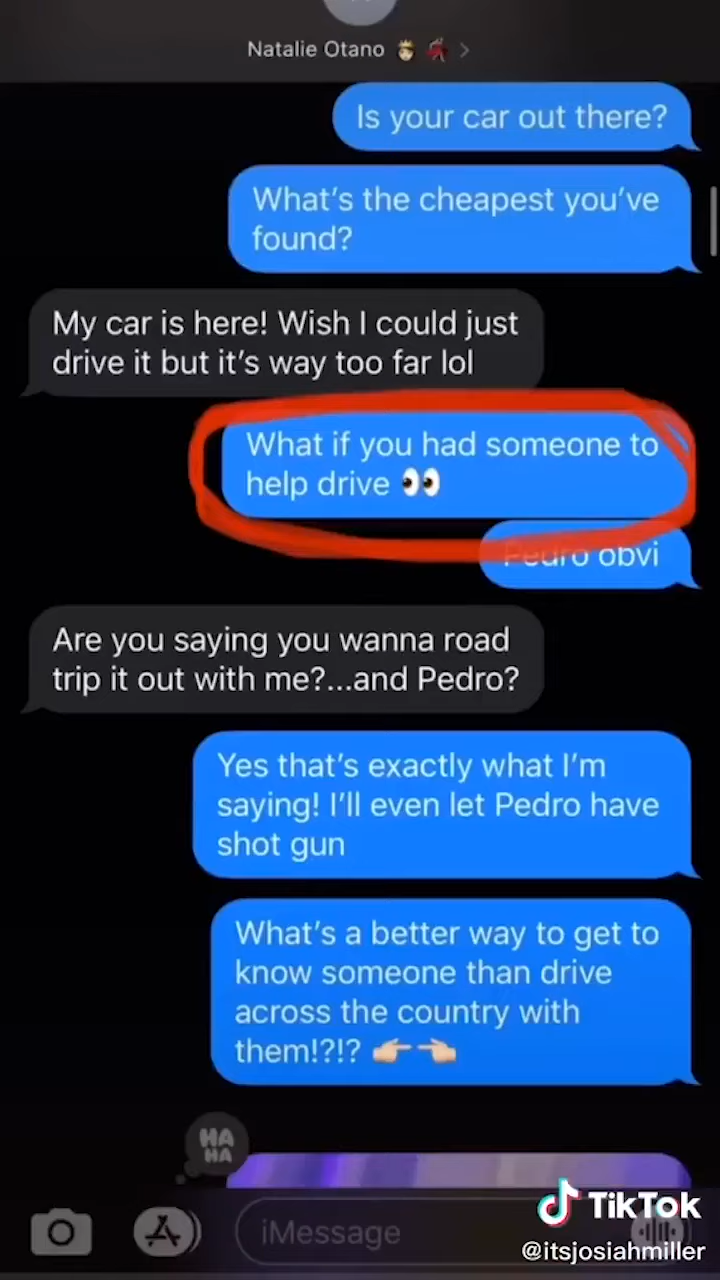 Natalie Otano 🤴🏻 💃🏽 >
Is your car out there?
What's the cheapest you've
found?
My car is here! Wish I could just
drive it but it's way too far lol
What if you had someone to
help drive 👀
Pedro obvi
Are you saying you wanna road
trip it out with me?...and Pedro?
Yes that's exactly what I'm
saying! I'll even let Pedro have
shot gun
What's a better way to get to
know someone than drive
across the country with
them!?!? 👉🏻👈🏻
HA
HA
iMessage
TikTok
@itsjosiahmiller